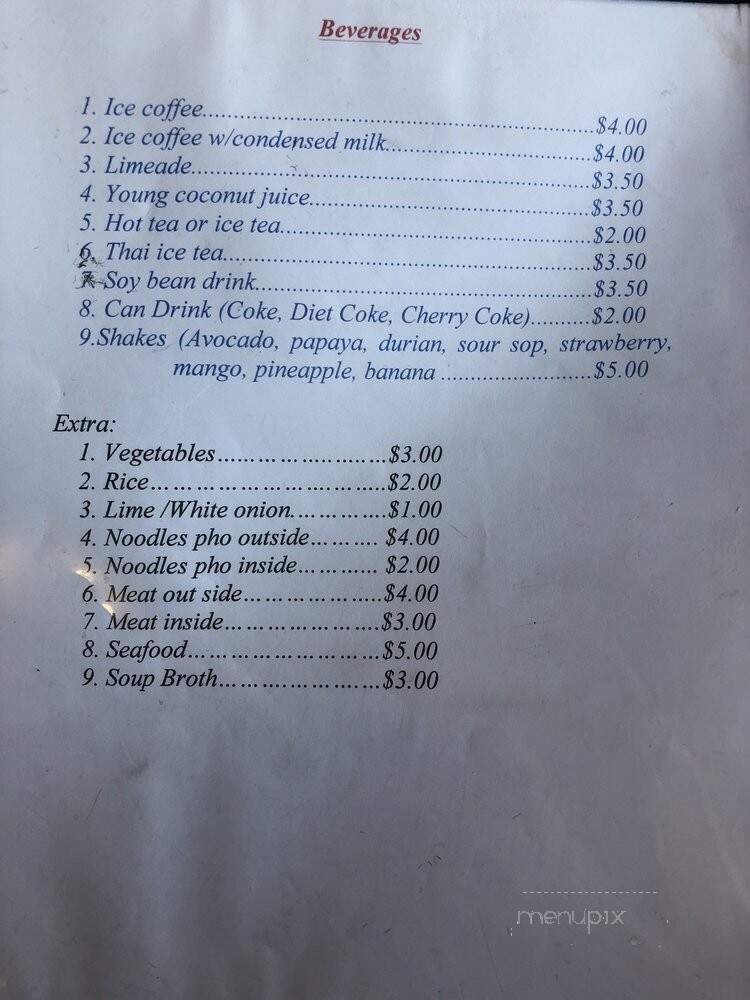 Beverages
1. Ice coffee..........................................................$4.00
2. Ice coffee w/condensed milk..............................$4.00
3. Limeade............................................................$3.50
4. Young coconut juice..........................................$3.50
5. Hot tea or ice tea..............................................$2.00
6. Thai ice tea.......................................................$3.50
7. Soy bean drink..................................................$3.50
8. Can Drink (Coke, Diet Coke, Cherry Coke)..........$2.00
9.Shakes (Avocado, papaya, durian, sour sop, strawberry,
mango, pineapple, banana .........................$5.00
Extra:
1. Vegetables........................$3.00
2. Rice..................................$2.00
3. Lime /White onion.............$1.00
4. Noodles pho outside.......... $4.00
5. Noodles pho inside............ $2.00
6. Meat out side....................$4.00
7. Meat inside.......................$3.00
8. Seafood............................$5.00
9. Soup Broth.......................$3.00
menupix